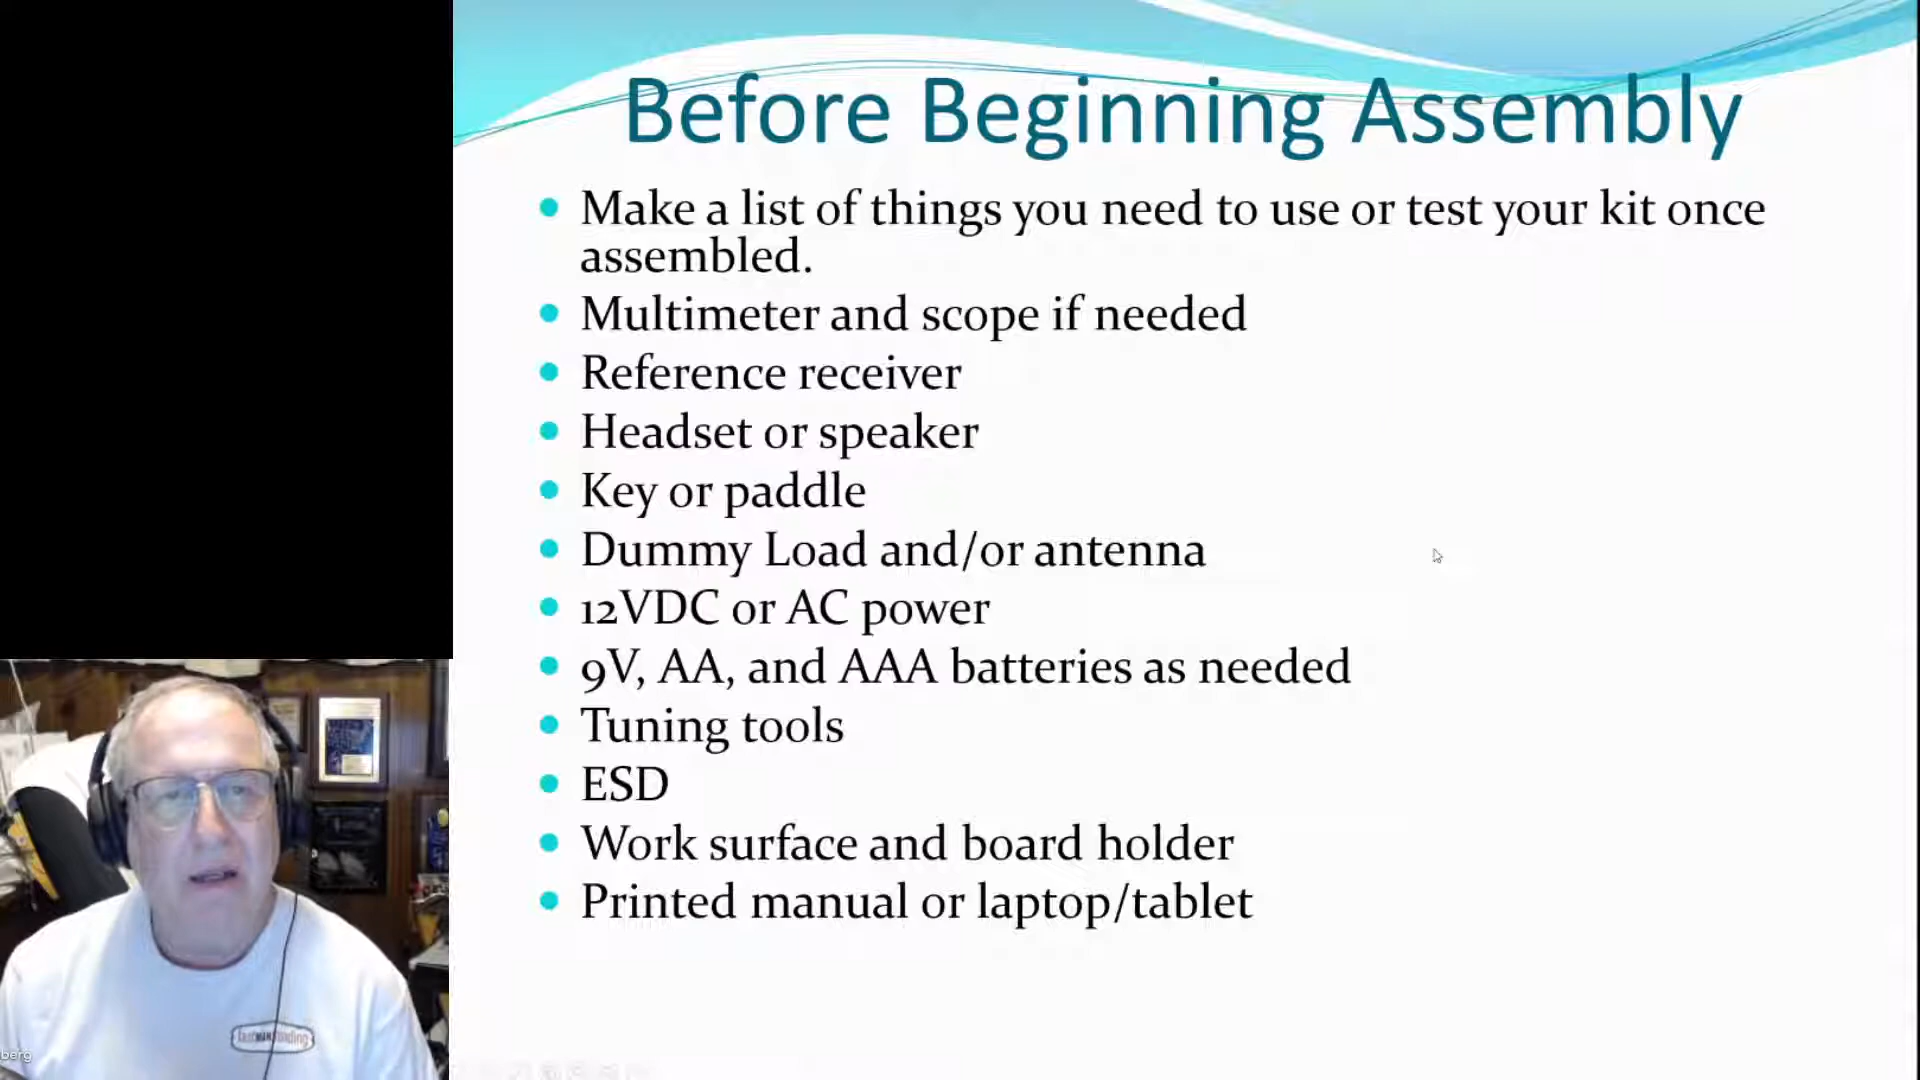 Before Beginning Assembly
Make a list of things you need to use or test your kit once
assembled.
Multimeter and scope if needed
Reference receiver
Headset or speaker
Key or paddle
Dummy Load and/or antenna
12VDC or AC power
9V, AA, and AAA batteries as needed
Tuning tools
ESD
Work surface and board holder
Printed manual or laptop/tablet
berg